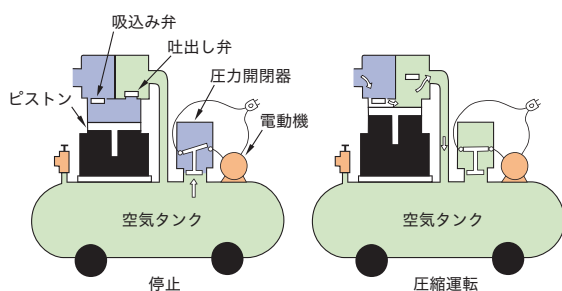 吸込み弁
吐出し弁
圧力開閉器
ピストン
電動機
空気タンク
空気タンク
停止
圧縮運転